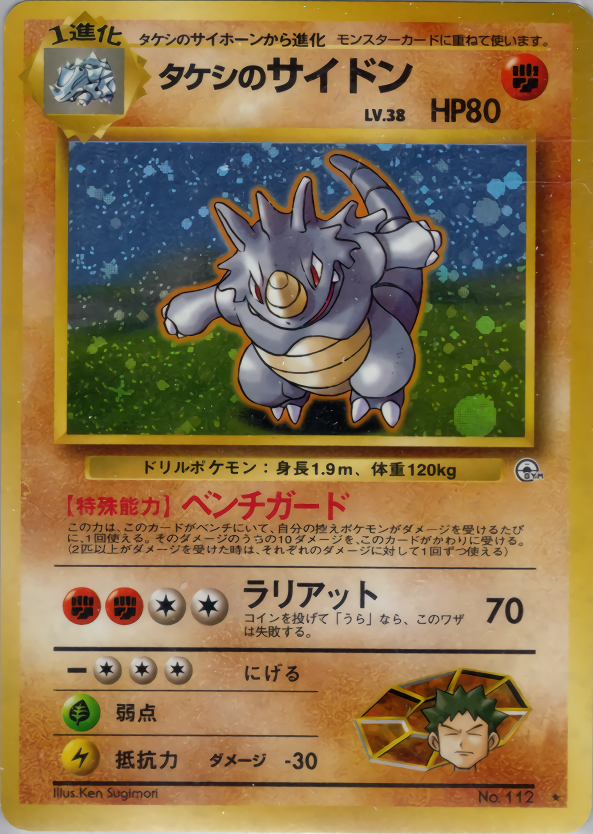 1進化
タケシのサイホーンから進化 モンスターカードに重ねて使います。
タケシのサイドン
LV.38 HP80
ドリルポケモン：身長1.9m、体重120kg
GYM
【特殊能力】ベンチガード
この力は、このカードがベンチにいて、自分の控えポケモンがダメージを受けるたび
に、1回使える。そのダメージのうちの10ダメージを、このカードがかわりに受ける。
(2匹以上がダメージを受けた時は、それぞれのダメージに対して1回ずつ使える)
ラリアット 70
コインを投げて「うら」なら、このワザ
は失敗する。
ー にげる
弱点
抵抗力 ダメージ -30
Illus.Ken Sugimori
No.112 ★